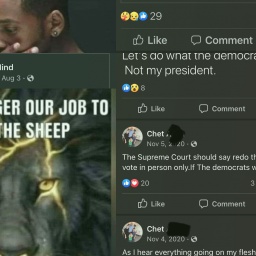 lind
Aug 3 ·
GER OUR JOB TO
THE SHEEP
29
Like Comment
Let's do what the democra
Not my president.
8
Like Comment
Chet
Nov 5, 20 ·
The Supreme Court should say redo th
vote in person only.If The democrats w
20 3
Like Comment
Chet
Nov 4, 2020 ·
As I hear everything going on my flesh